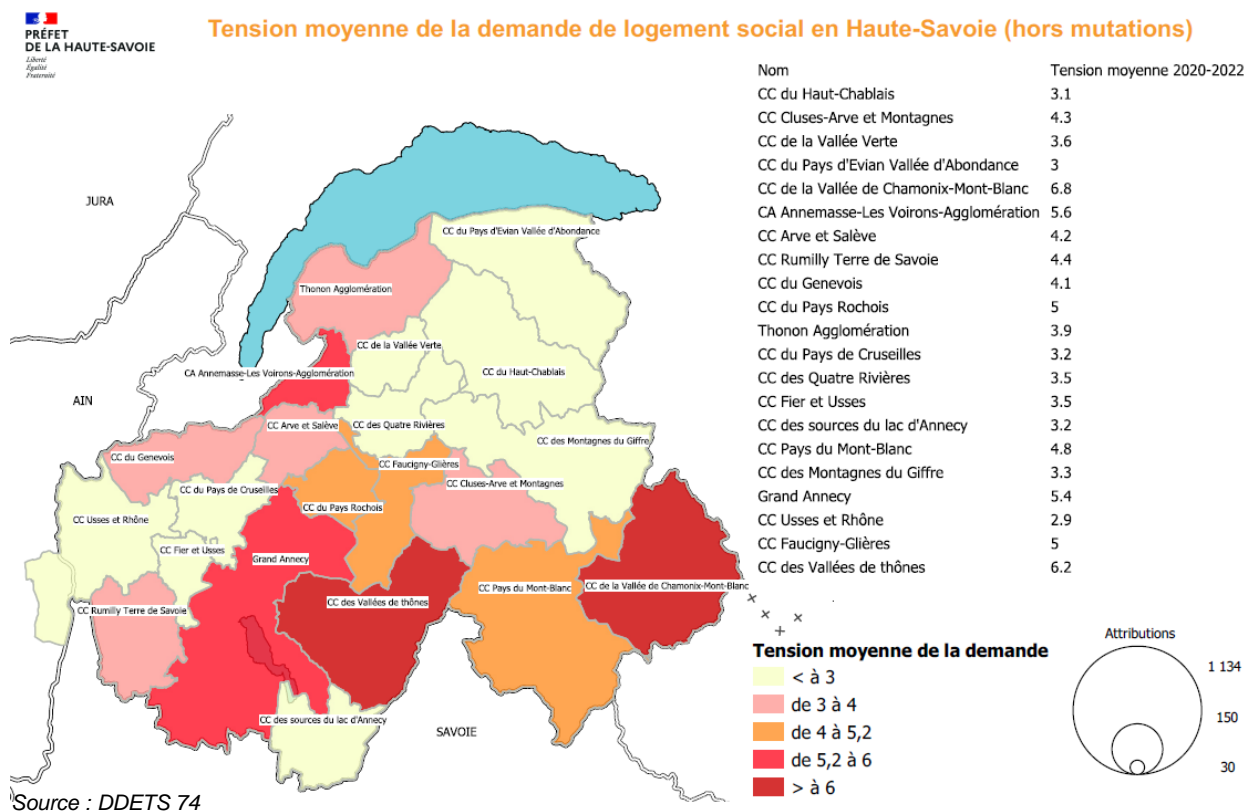 PRÉFET
DE LA HAUTE-SAVOIE
Liberté
Égalité
Fraternité
Tension moyenne de la demande de logement social en Haute-Savoie (hors mutations)
Nom Tension moyenne 2020-2022
CC du Haut-Chablais 3.1
CC Cluses-Arve et Montagnes 4.3
CC de la Vallée Verte 3.6
CC du Pays d'Evian Vallée d'Abondance 3
CC de la Vallée de Chamonix-Mont-Blanc 6.8
CA Annemasse-Les Voirons-Agglomération 5.6
CC Arve et Salève 4.2
CC Rumilly Terre de Savoie 4.4
CC du Genevois 4.1
CC du Pays Rochois 5
Thonon Agglomération 3.9
CC du Pays de Cruseilles 3.2
CC des Quatre Rivières 3.5
CC Fier et Usses 3.5
CC des sources du lac d'Annecy 3.2
CC Pays du Mont-Blanc 4.8
CC des Montagnes du Giffre 3.3
Grand Annecy 5.4
CC Usses et Rhône 2.9
CC Faucigny-Glières 5
CC des Vallées de thônes 6.2
JURA
CC du Pays d'Evian Vallée d'Abondance
Thonon Agglomération
CC de la Vallée Verte
CA Annemasse-Les Voirons-Agglomération
CC du Haut-Chablais
AIN
CC Arve et Salève
CC des Quatre Rivières
CC des Montagnes du Giffre
CC du Genevois
CC Faucigny-Glières
CC Cluses-Arve et Montagnes
CC du Pays de Cruseilles
CC du Pays Rochois
CC Usses et Rhône
CC Fier et Usses
Grand Annecy
CC Pays du Mont-Blanc
CC de la Vallée de Chamonix-Mont-Blanc
CC des Vallées de thônes
CC Rumilly Terre de Savoie
CC des sources du lac d'Annecy
SAVOIE
Tension moyenne de la demande
< à 3
de 3 à 4
de 4 à 5,2
de 5,2 à 6
> à 6
Attributions
1 134
150
30
Source : DDETS 74